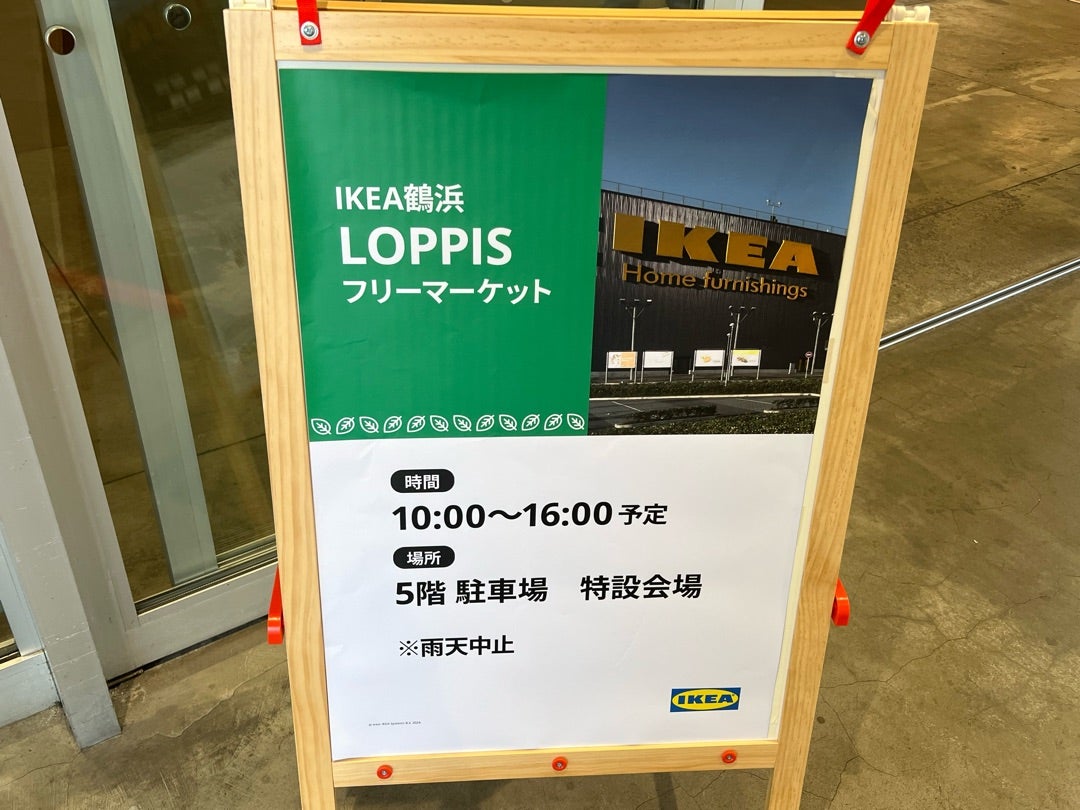 IKEA鶴浜
LOPPIS
フリーマーケット
IKEA
Home furnishings
時間
10:00〜16:00 予定
場所
5階 駐車場　特設会場
※雨天中止
IKEA